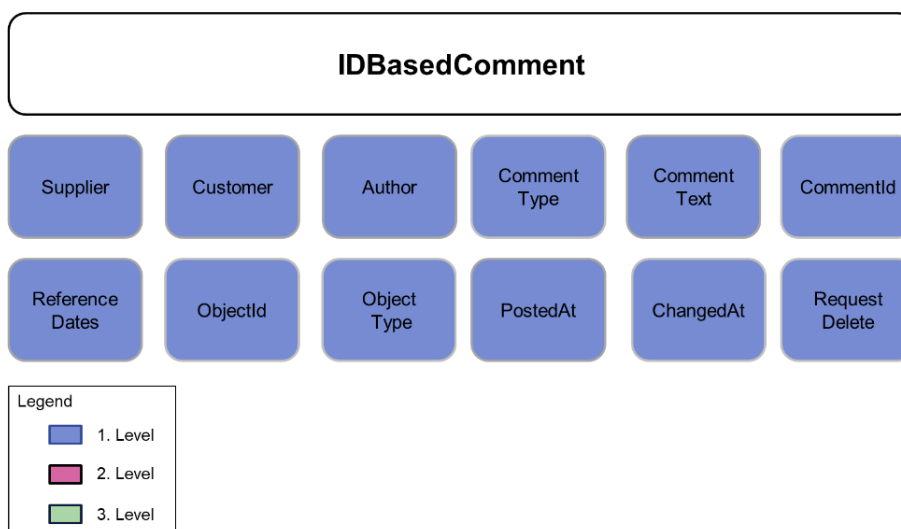 IDBasedComment
Supplier
Customer
Author
Comment
Type
Comment
Text
CommentId
Reference
Dates
ObjectId
Object
Type
PostedAt
ChangedAt
Request
Delete
Legend
1. Level
2. Level
3. Level